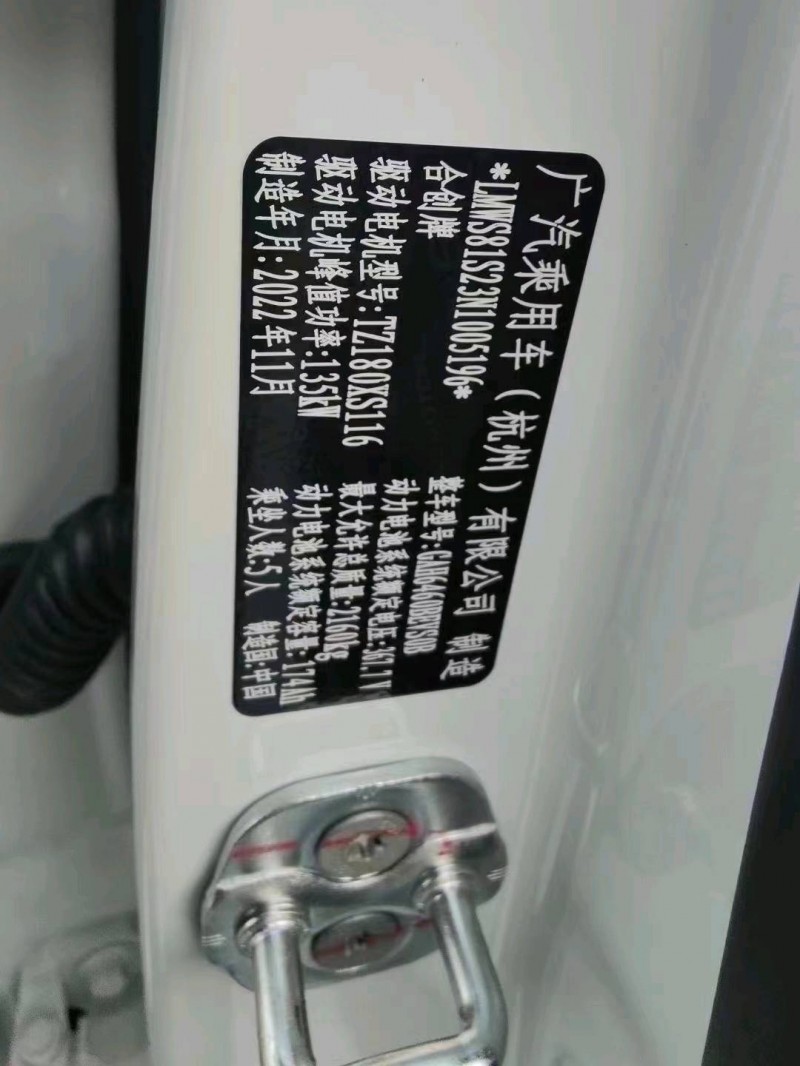 广汽乘用车（杭州）有限公司 制造
*LMWS81S23N1005196*
合创牌 整车型号:GAH6460BEVS0B
驱动电机型号:TZ180XS116 动力电池系统额定电压:
驱动电机峰值功率:135kW 最大允许总质量:2160kg
制造年月:2022年11月 动力电池系统额定容量:174Ah
乘坐人数:5人 制造国:中国